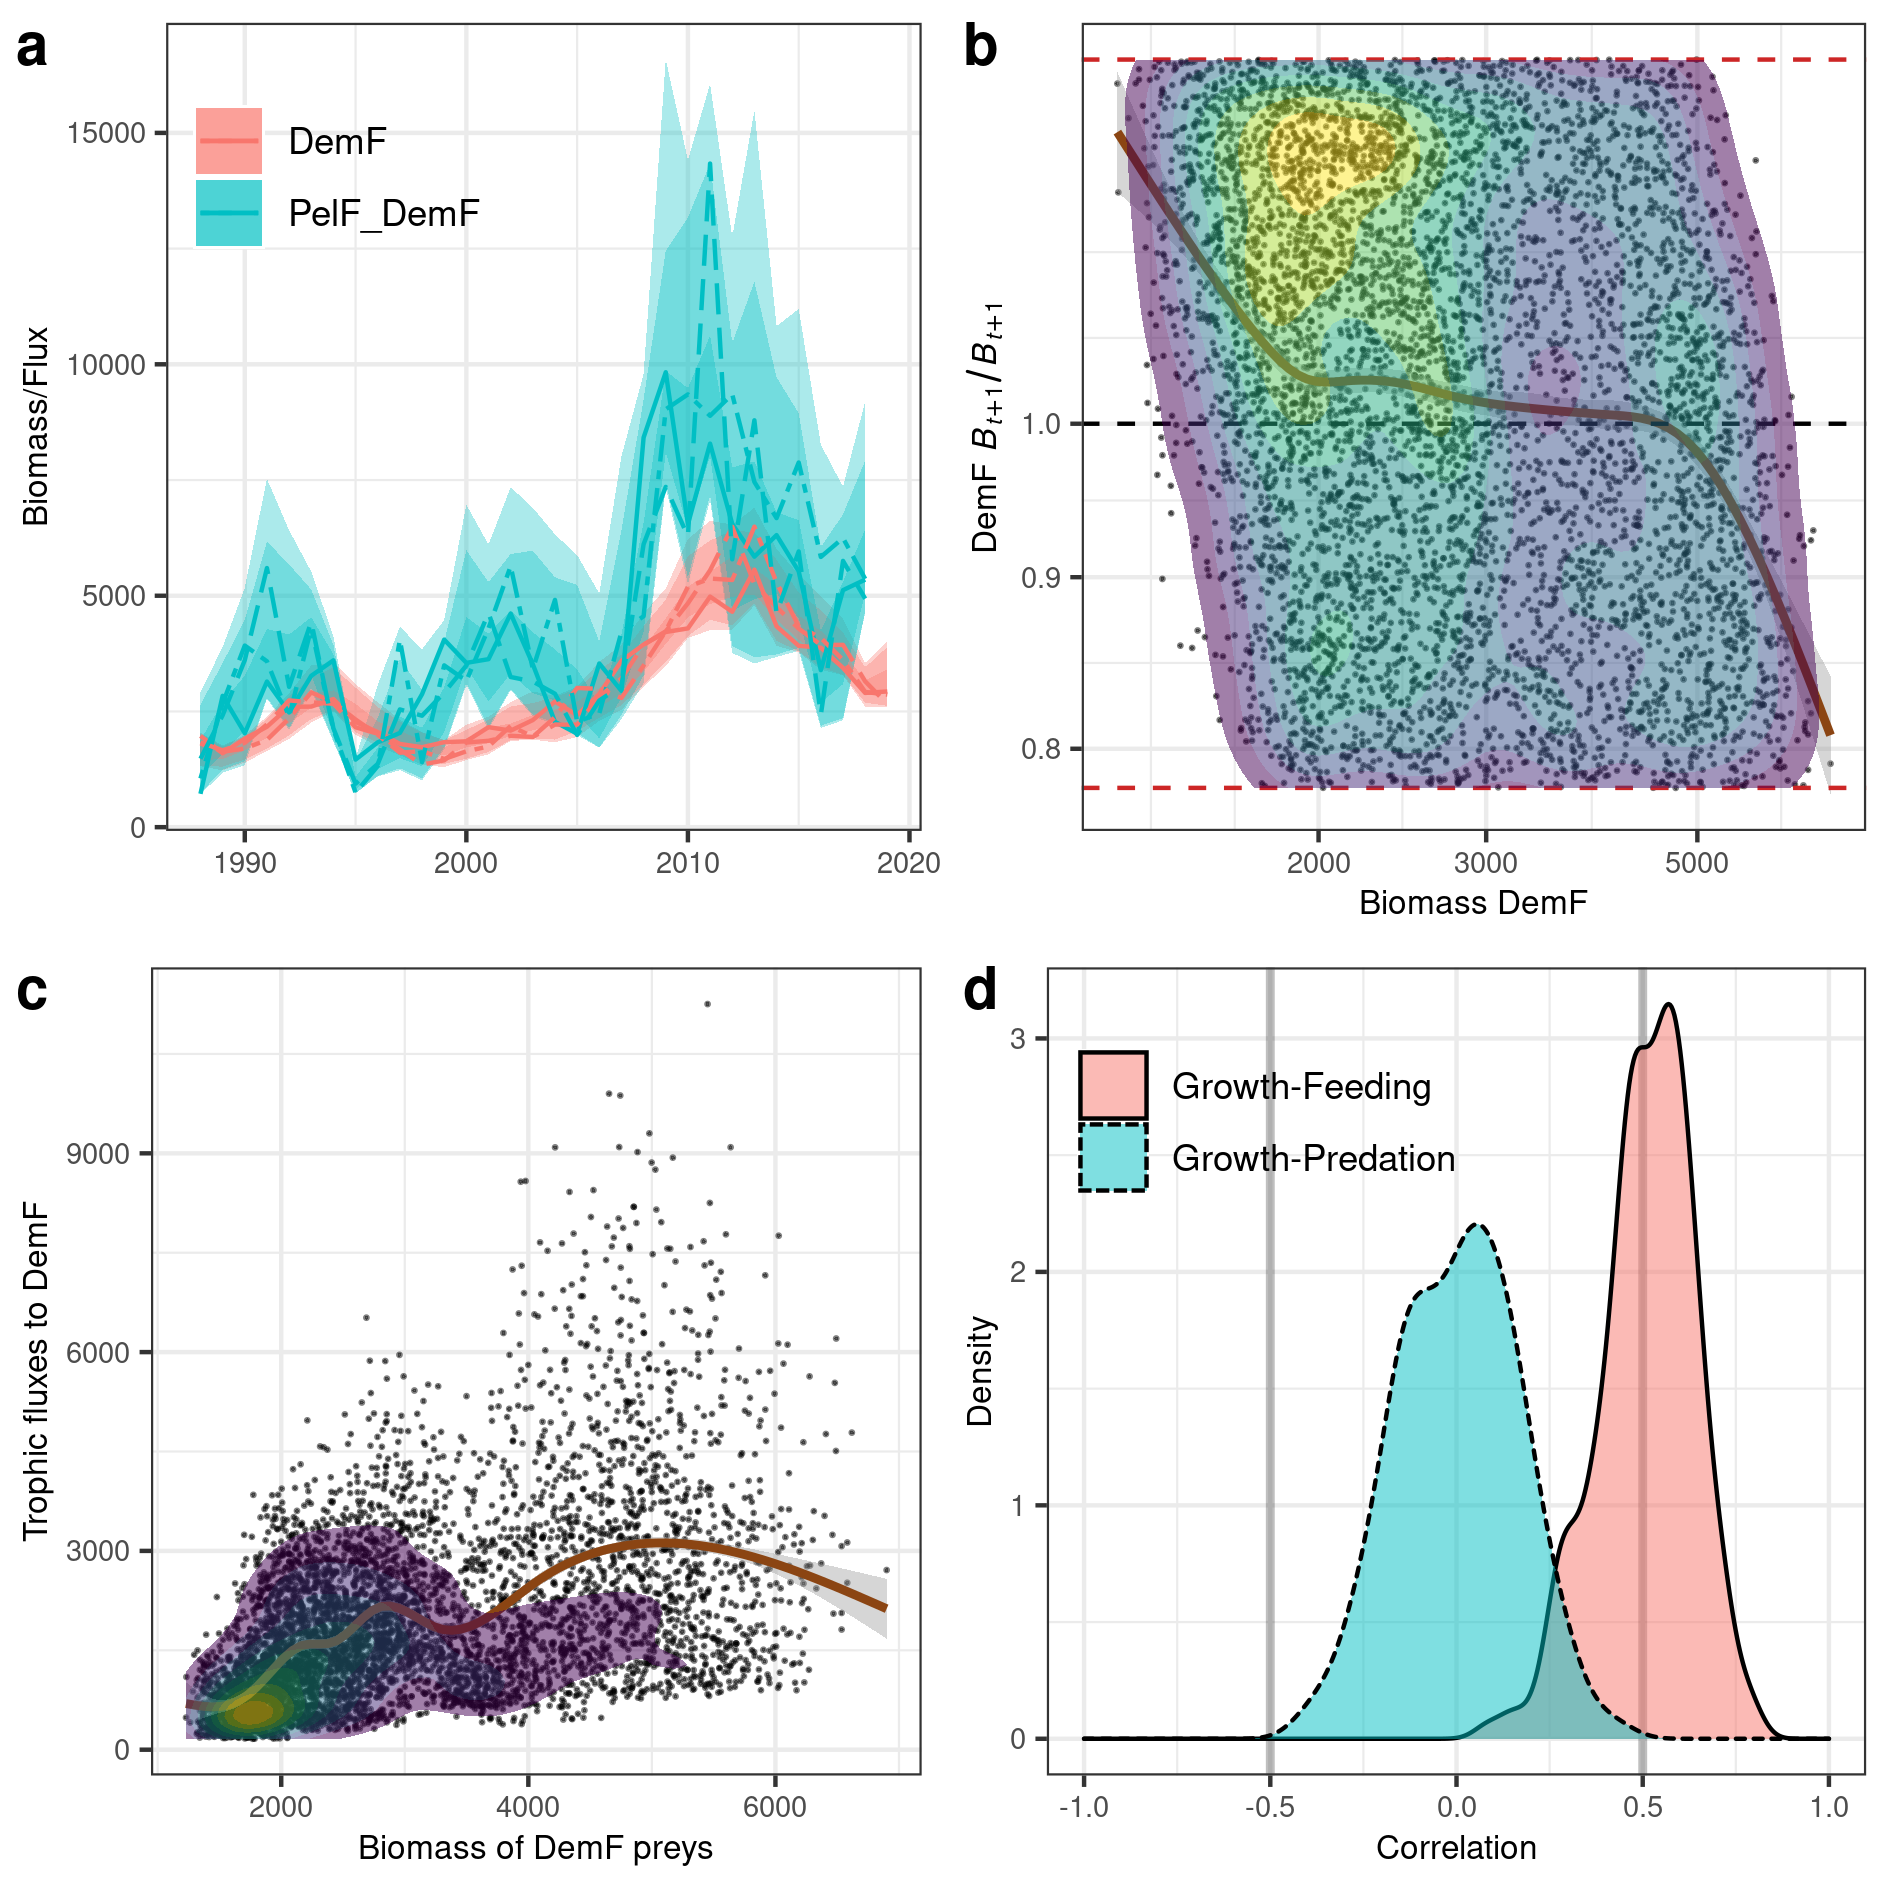 a
Biomass/Flux
15000
10000
5000
0
DemF
PelF_DemF
1990
2000
2010
2020
b
DemF B_{t+1}/B_{t+1}
1.0
0.9
0.8
2000
3000
5000
Biomass DemF
c
Trophic fluxes to DemF
9000
6000
3000
0
2000
4000
6000
Biomass of DemF preys
d
Density
3
2
1
0
Growth-Feeding
Growth-Predation
-1.0
-0.5
0.0
0.5
1.0
Correlation